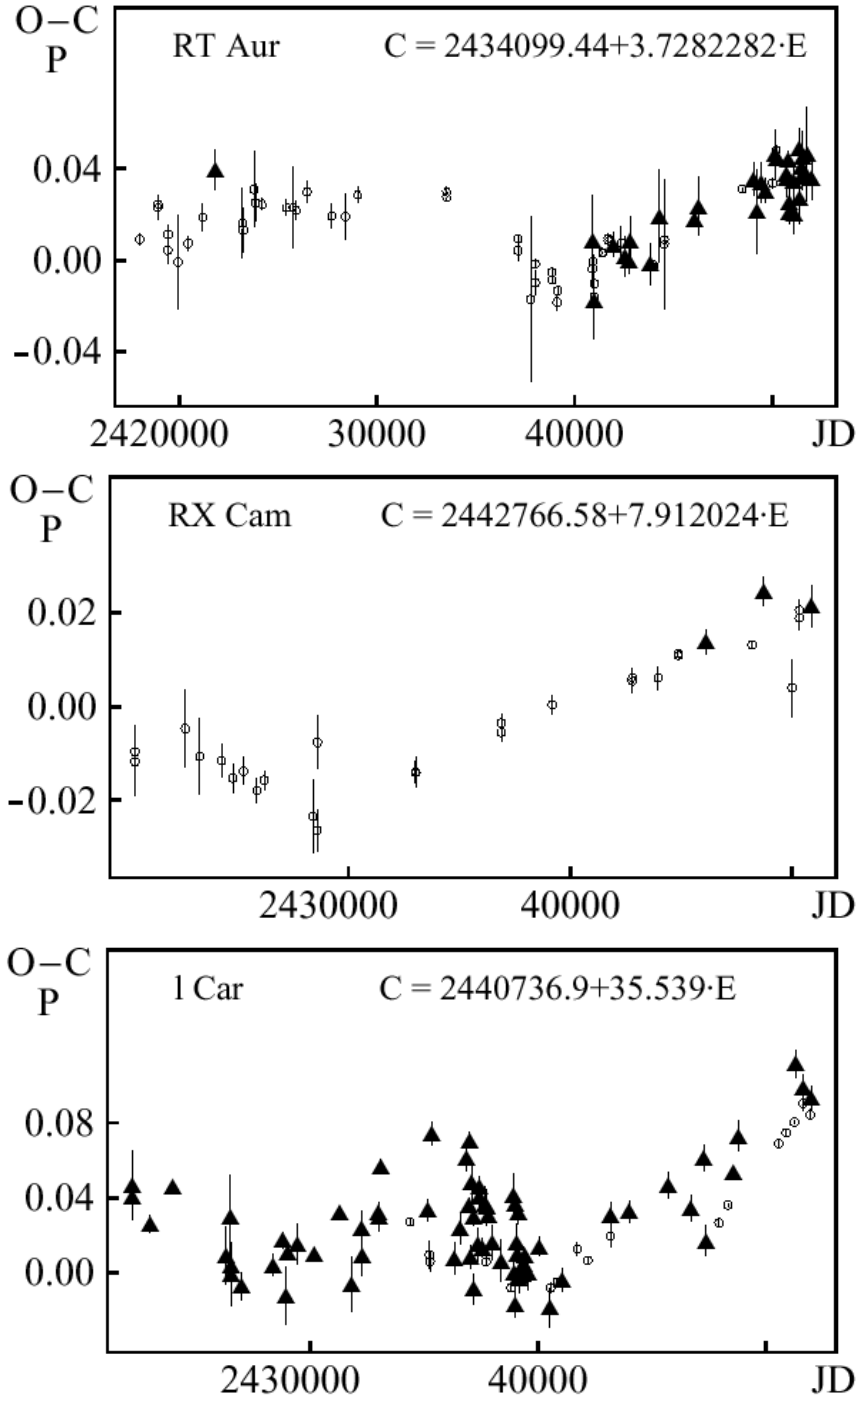 O–C
P
RT Aur C = 2434099.44+3.7282282·E
0.04
0.00
–0.04
2420000 30000 40000 JD
O–C
P
RX Cam C = 2442766.58+7.912024·E
0.02
0.00
–0.02
2430000 40000 JD
O–C
P
l Car C = 2440736.9+35.539·E
0.08
0.04
0.00
2430000 40000 JD